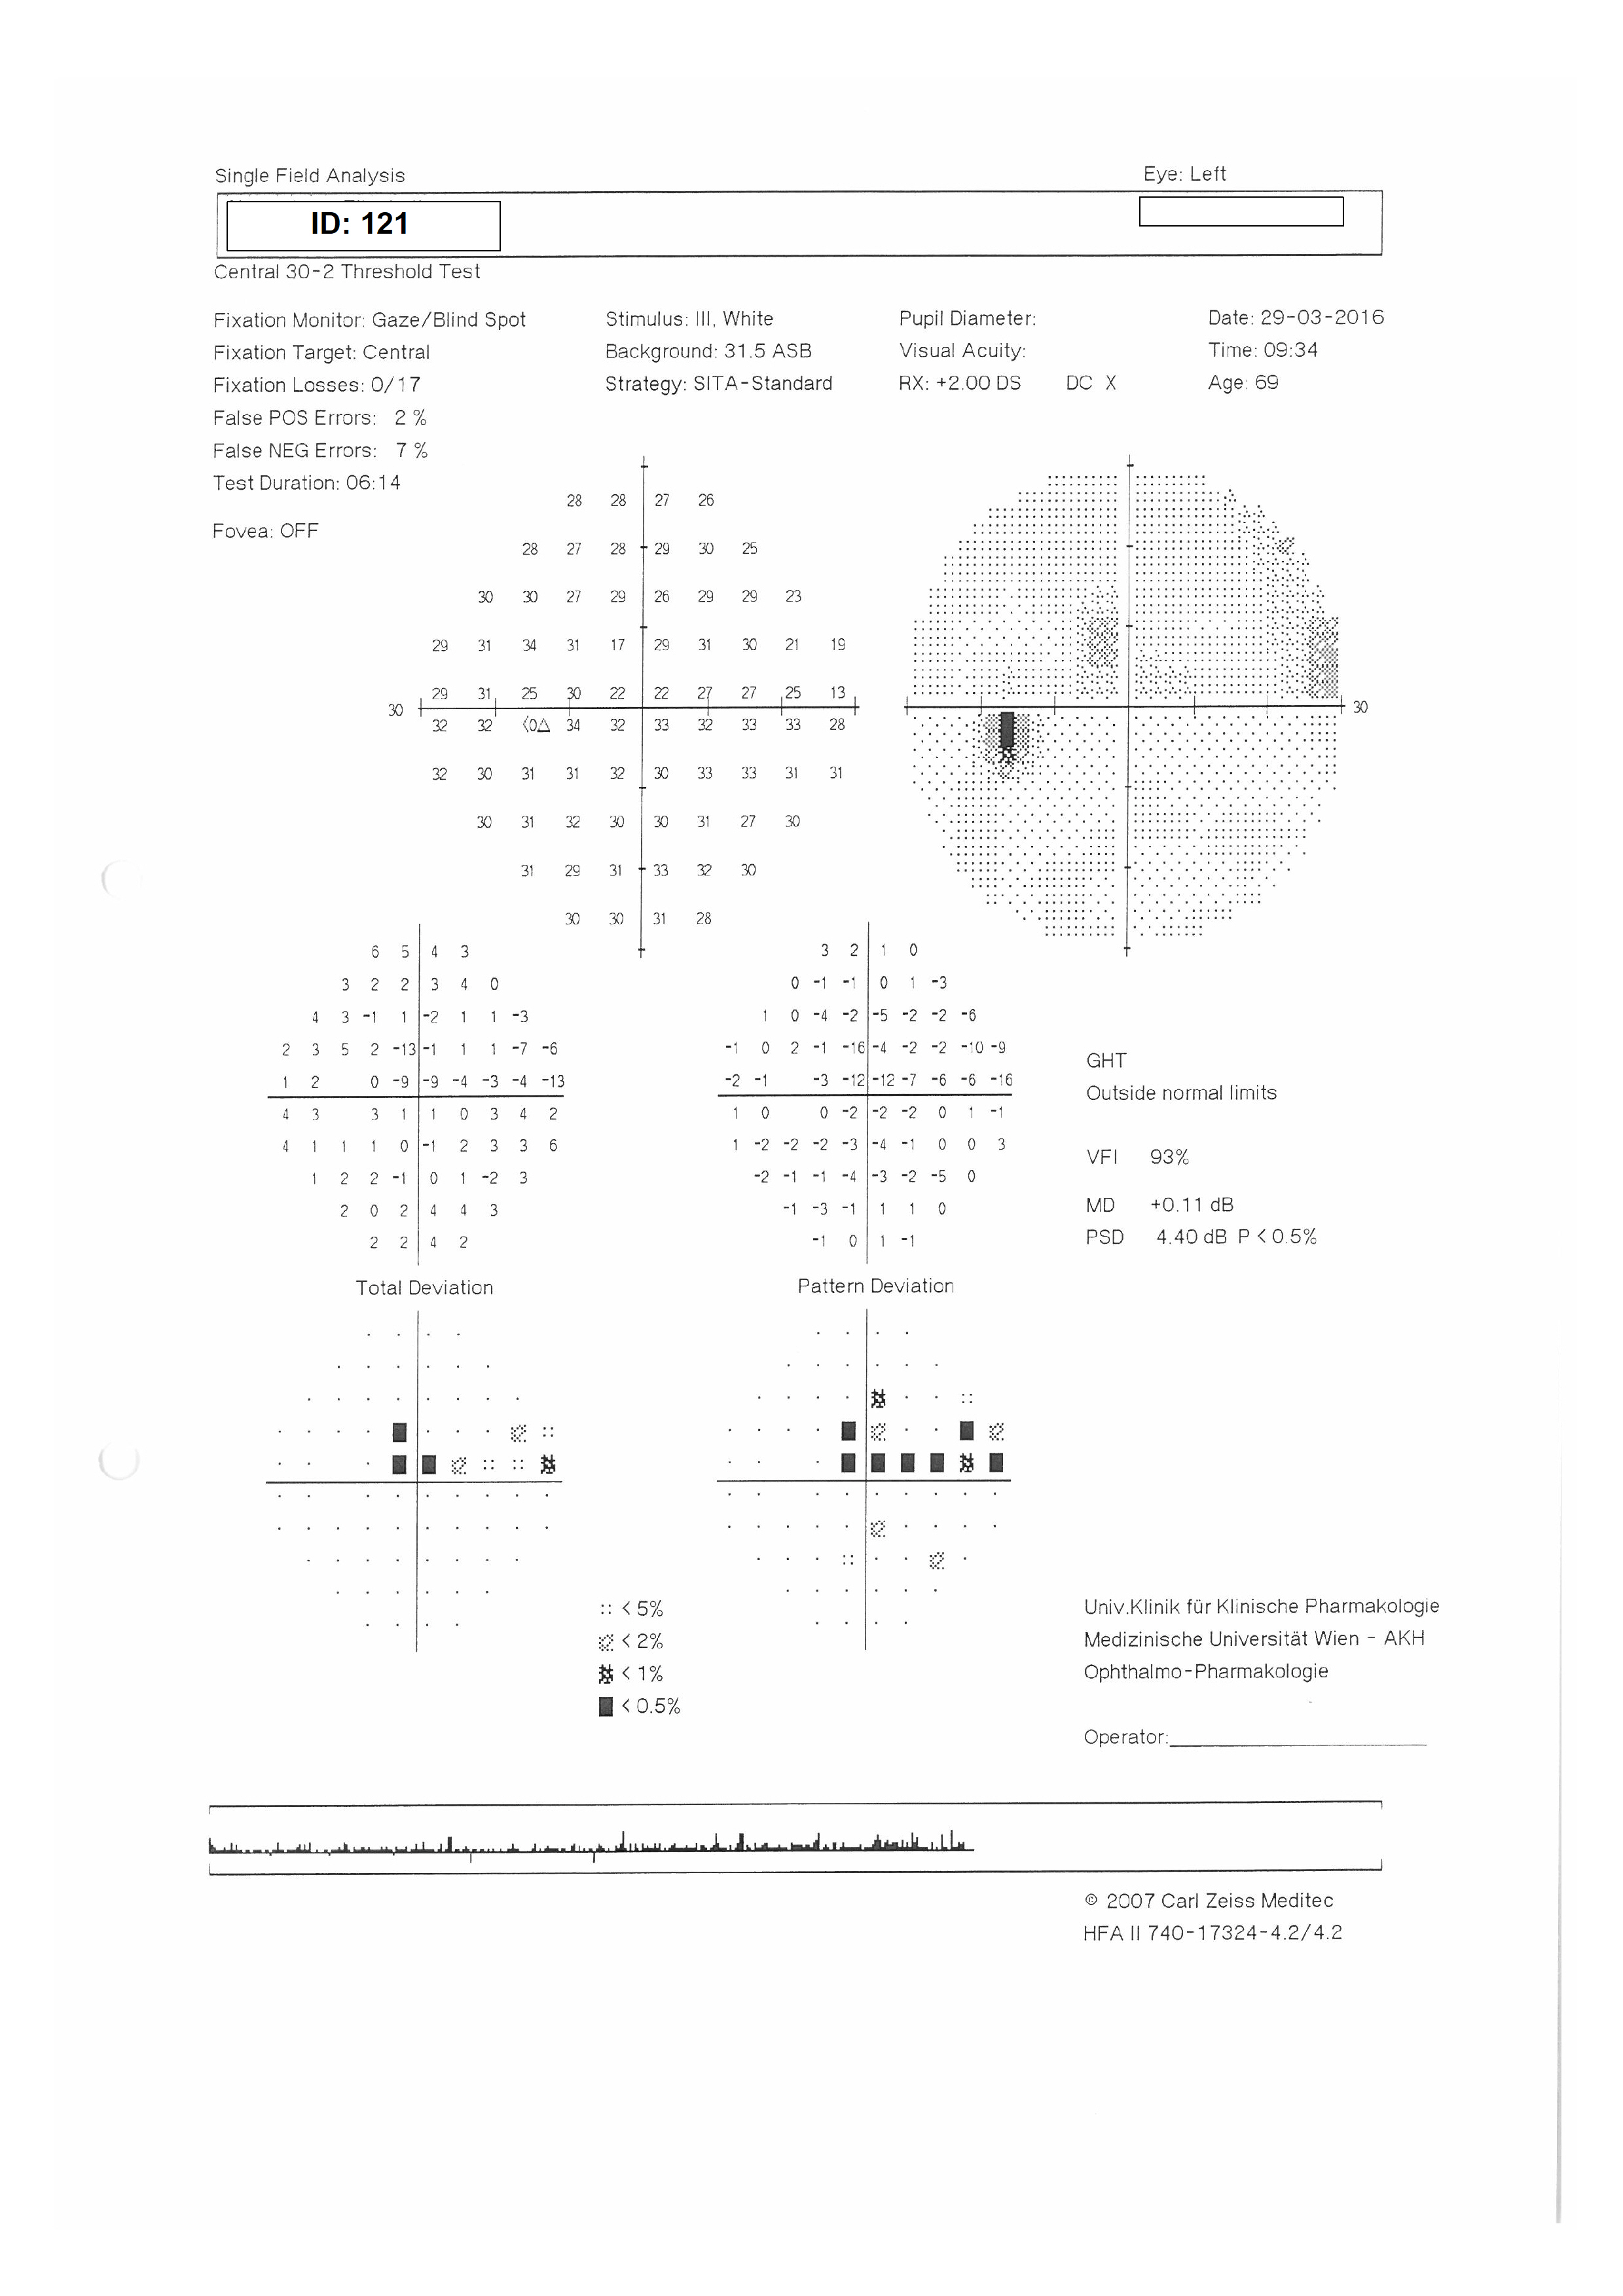 Single Field Analysis
Eye: Left
ID: 121
Central 30-2 Threshold Test
Fixation Monitor: Gaze/Blind Spot
Stimulus: III, White
Pupil Diameter:
Date: 29-03-2016
Fixation Target: Central
Background: 31.5 ASB
Visual Acuity:
Time: 09:34
Fixation Losses: 0/17
Strategy: SITA-Standard
RX: +2.00 DS DC X
Age: 69
False POS Errors: 2 %
False NEG Errors: 7 %
Test Duration: 06:14
Fovea: OFF
28 28 27 26
28 27 28 29 30 25
30 30 27 29 26 29 29 23
29 31 34 31 17 29 31 30 21 19
29 31 25 30 22 22 27 27 25 13
30
30
32 32 <0 34 32 33 32 33 33 28
32 30 31 31 32 30 33 33 31 31
30 31 32 30 30 31 27 30
31 29 31 33 32 30
30 30 31 28
6 5 4 3
3 2 2 3 4 0
4 3 -1 1 -2 1 1 -3
2 3 5 2 -13 -1 1 1 -7 -6
1 2 0 -9 -9 -4 -3 -4 -13
4 3 3 1 1 0 3 4 2
4 1 1 1 0 -1 2 3 3 6
1 2 2 -1 0 1 -2 3
2 0 2 4 4 3
2 2 4 2
Total Deviation
3 2 1 0
0 -1 -1 0 1 -3
1 0 -4 -2 -5 -2 -2 -6
-1 0 2 -1 -16 -4 -2 -2 -10 -9
-2 -1 -3 -12 -12 -7 -6 -6 -16
1 0 0 -2 -2 -2 0 1 -1
1 -2 -2 -2 -3 -4 -1 0 0 3
-2 -1 -1 -4 -3 -2 -5 0
-1 -3 -1 1 1 0
-1 0 1 -1
Pattern Deviation
GHT
Outside normal limits
VFI 93%
MD +0.11 dB
PSD 4.40 dB P < 0.5%
< 5%
< 2%
< 1%
< 0.5%
Univ.Klinik für Klinische Pharmakologie
Medizinische Universität Wien - AKH
Ophthalmo-Pharmakologie
Operator:
© 2007 Carl Zeiss Meditec
HFA II 740-17324-4.2/4.2